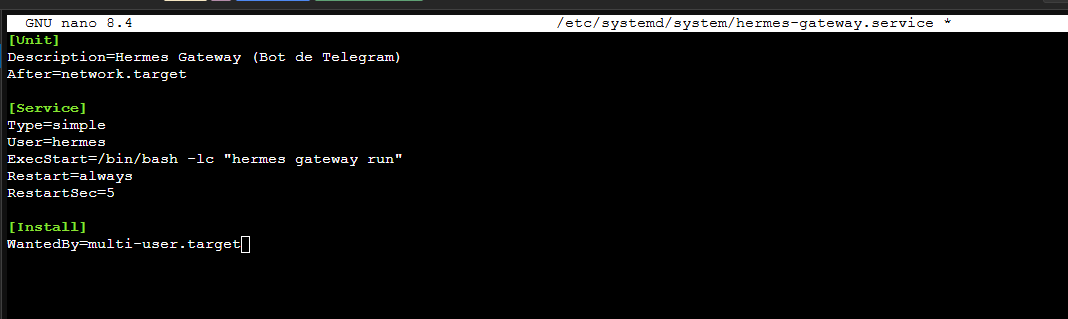 GNU nano 8.4 /etc/systemd/system/hermes-gateway.service *
[Unit]
Description=Hermes Gateway (Bot de Telegram)
After=network.target
[Service]
Type=simple
User=hermes
ExecStart=/bin/bash -lc "hermes gateway run"
Restart=always
RestartSec=5
[Install]
WantedBy=multi-user.target